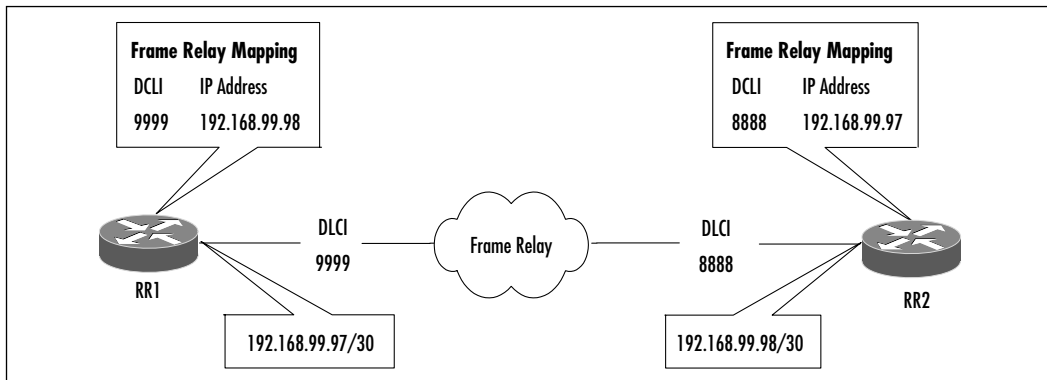 Frame Relay Mapping
DCLI IP Address
9999 192.168.99.98
Frame Relay Mapping
DCLI IP Address
8888 192.168.99.97
DLCI
9999
Frame Relay
DLCI
8888
RR1
RR2
192.168.99.97/30
192.168.99.98/30